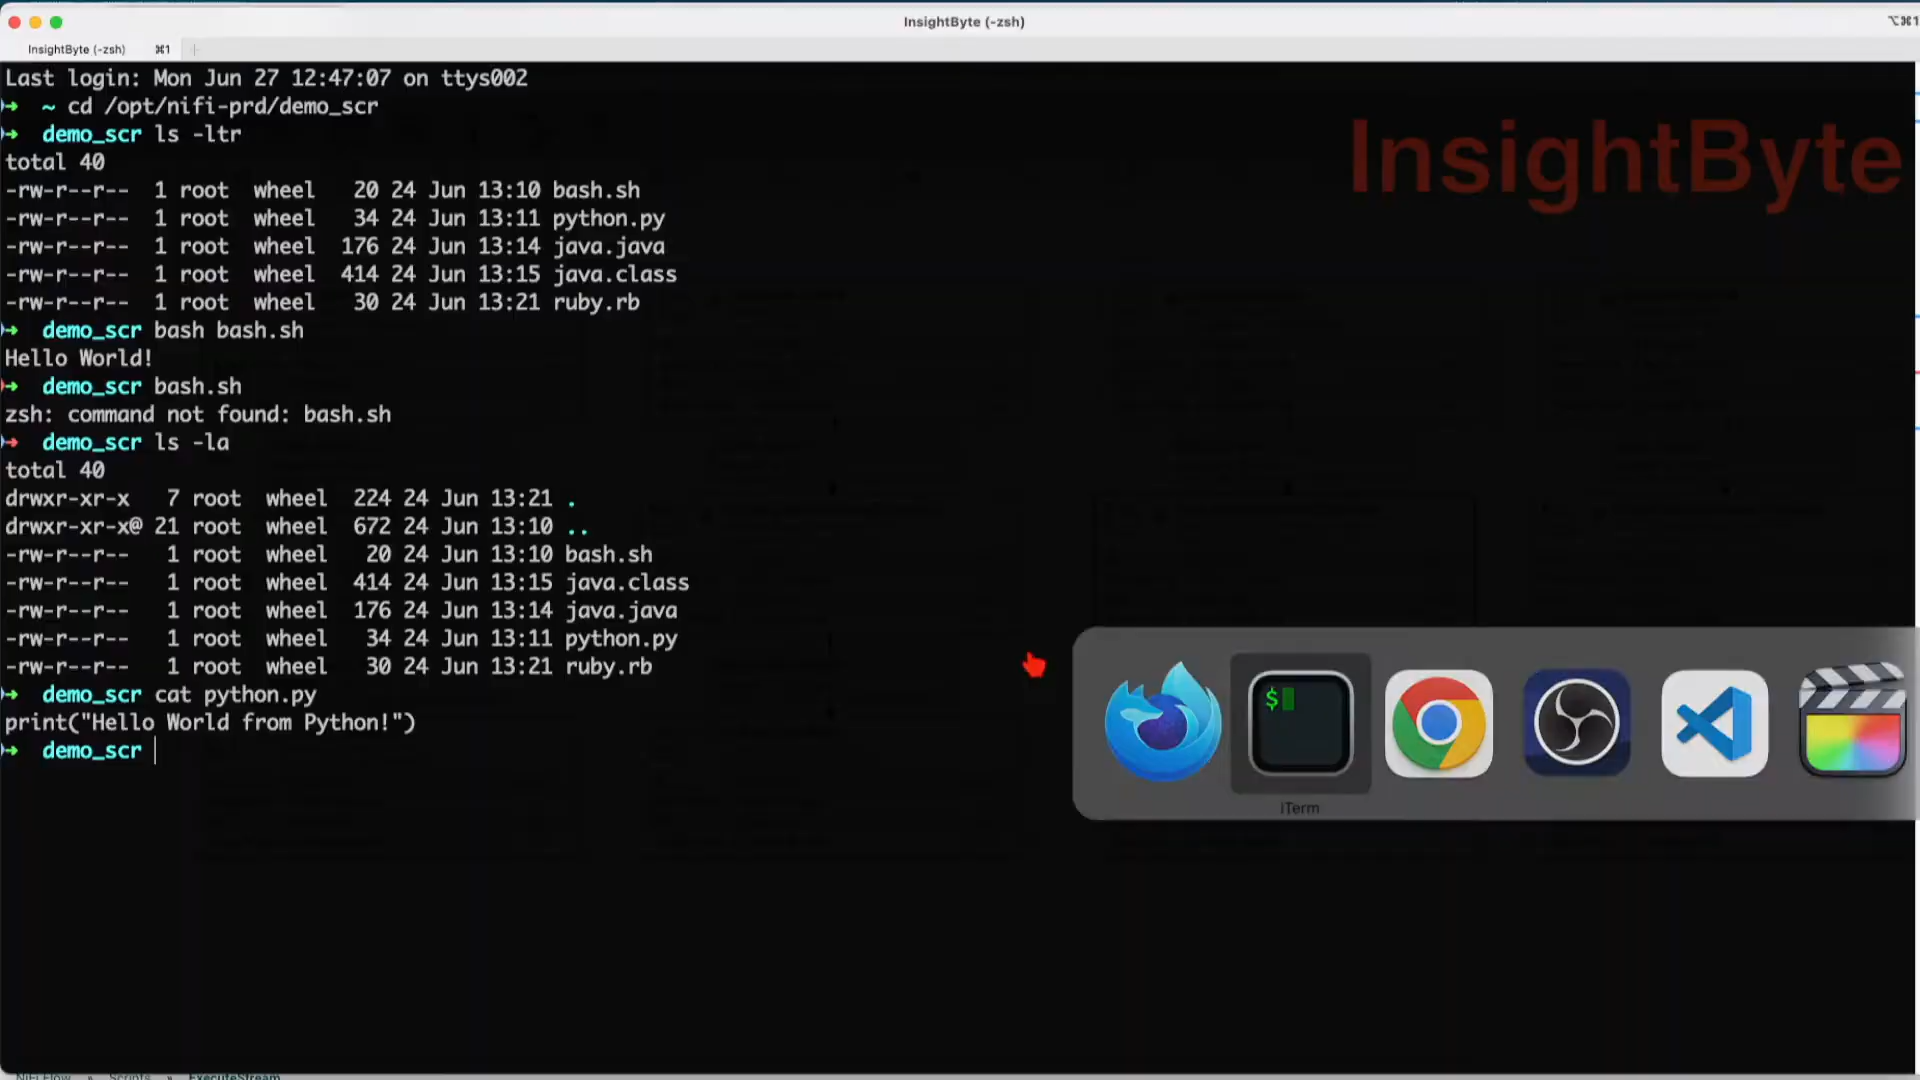 InsightByte (-zsh)
⌥⌘1
InsightByte (-zsh) ⌘1
Last login: Mon Jun 27 12:47:07 on ttys002
➜ ~ cd /opt/nifi-prd/demo_scr
➜ demo_scr ls -ltr
total 40
-rw-r--r-- 1 root wheel 20 24 Jun 13:10 bash.sh
-rw-r--r-- 1 root wheel 34 24 Jun 13:11 python.py
-rw-r--r-- 1 root wheel 176 24 Jun 13:14 java.java
-rw-r--r-- 1 root wheel 414 24 Jun 13:15 java.class
-rw-r--r-- 1 root wheel 30 24 Jun 13:21 ruby.rb
➜ demo_scr bash bash.sh
Hello World!
➜ demo_scr bash.sh
zsh: command not found: bash.sh
➜ demo_scr ls -la
total 40
drwxr-xr-x 7 root wheel 224 24 Jun 13:21 .
drwxr-xr-x@ 21 root wheel 672 24 Jun 13:10 ..
-rw-r--r-- 1 root wheel 20 24 Jun 13:10 bash.sh
-rw-r--r-- 1 root wheel 414 24 Jun 13:15 java.class
-rw-r--r-- 1 root wheel 176 24 Jun 13:14 java.java
-rw-r--r-- 1 root wheel 34 24 Jun 13:11 python.py
-rw-r--r-- 1 root wheel 30 24 Jun 13:21 ruby.rb
➜ demo_scr cat python.py
print("Hello World from Python!")
➜ demo_scr
InsightByte
$
iTerm
NiFi Flow » Scripts » ExecuteStream